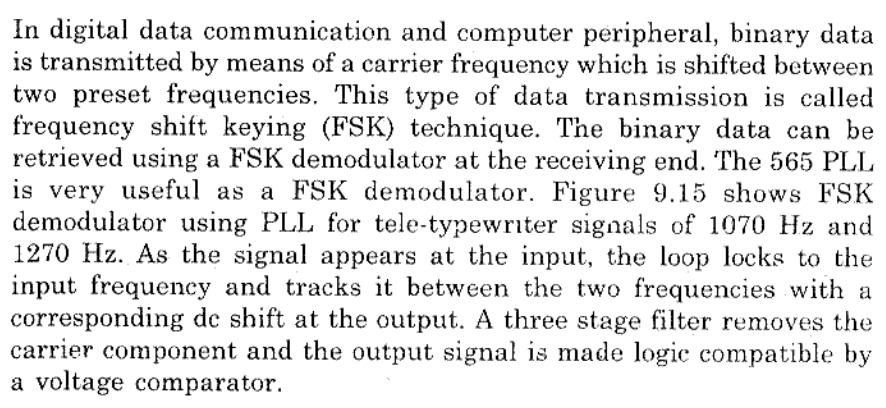 In digital data communication and computer peripheral, binary data
is transmitted by means of a carrier frequency which is shifted between
two preset frequencies. This type of data transmission is called
frequency shift keying (FSK) technique. The binary data can be
retrieved using a FSK demodulator at the receiving end. The 565 PLL
is very useful as a FSK demodulator. Figure 9.15 shows FSK
demodulator using PLL for tele-typewriter signals of 1070 Hz and
1270 Hz. As the signal appears at the input, the loop locks to the
input frequency and tracks it between the two frequencies with a
corresponding dc shift at the output. A three stage filter removes the
carrier component and the output signal is made logic compatible by
a voltage comparator.